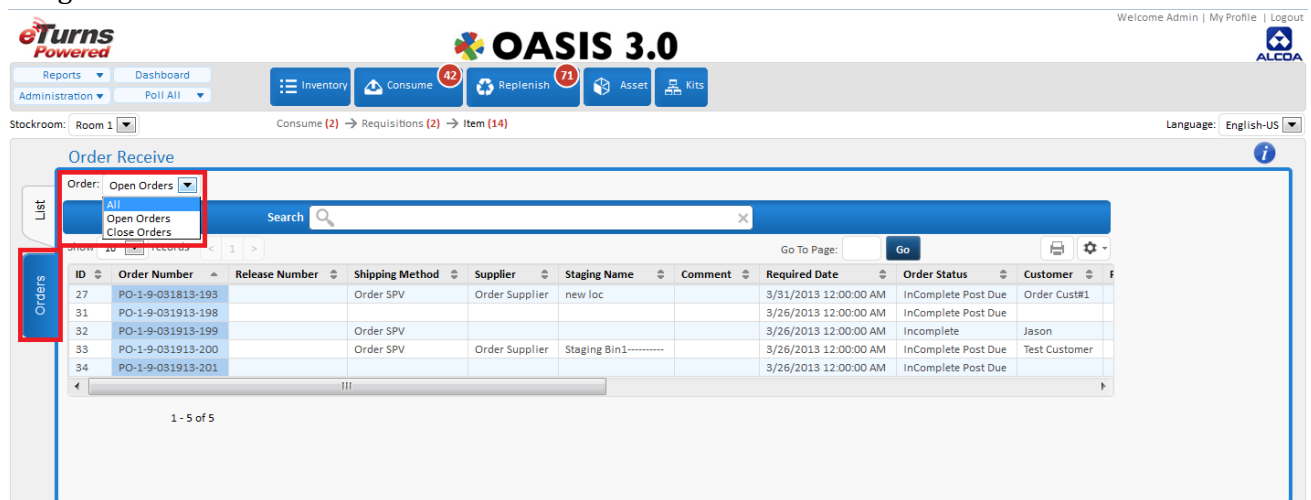 Welcome Admin | My Profile | Logout
eTurns
Powered
OASIS 3.0
ALCOA
Reports Dashboard
Administration Poll All
Inventory Consume 42 Replenish 71 Asset Kits
Stockroom: Room 1 Consume (2) → Requisitions (2) → Item (14) Language: English-US
Order Receive
List
Orders
Order: Open Orders
All
Open Orders
Close Orders
Search
Show 10 records < 1 > Go To Page: Go
ID Order Number Release Number Shipping Method Supplier Staging Name Comment Required Date Order Status Customer
27 PO-1-9-031813-193 Order SPV Order Supplier new loc 3/31/2013 12:00:00 AM InComplete Post Due Order Cust#1
31 PO-1-9-031913-198 3/26/2013 12:00:00 AM InComplete Post Due
32 PO-1-9-031913-199 Order SPV 3/26/2013 12:00:00 AM Incomplete Jason
33 PO-1-9-031913-200 Order SPV Order Supplier Staging Bin1---------- 3/26/2013 12:00:00 AM InComplete Post Due Test Customer
34 PO-1-9-031913-201 3/26/2013 12:00:00 AM InComplete Post Due
1 - 5 of 5